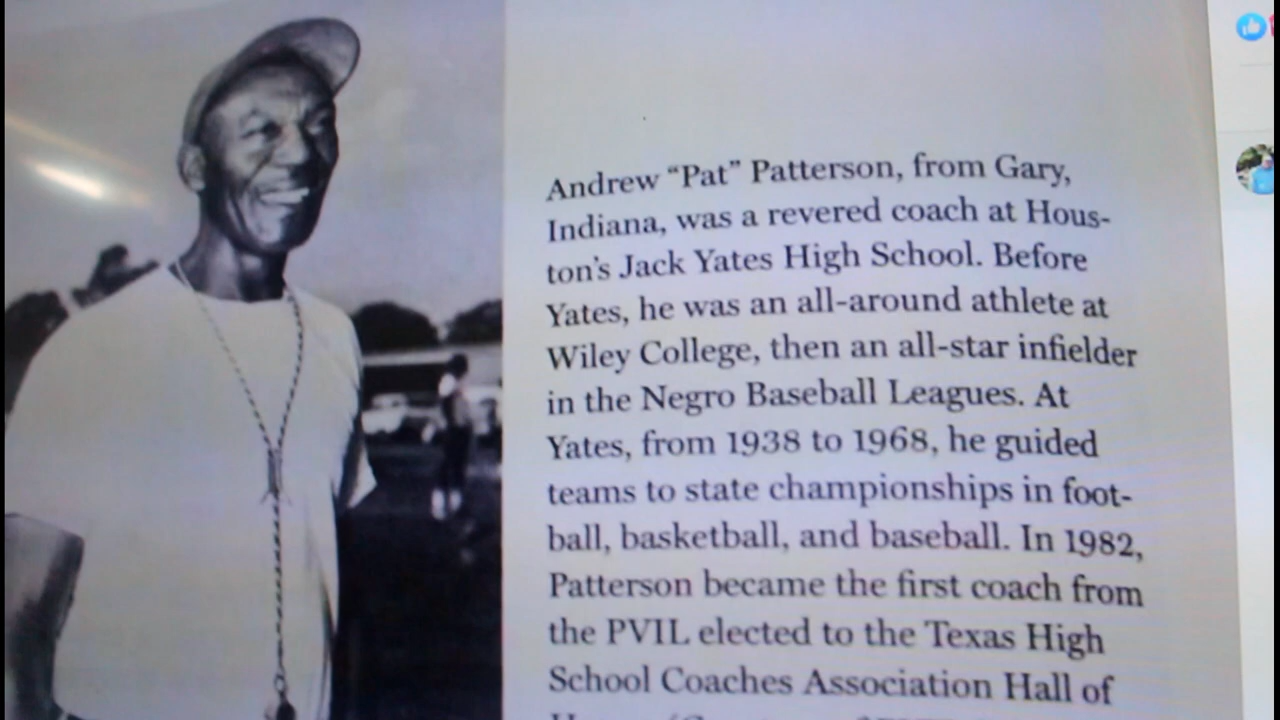 Andrew “Pat” Patterson, from Gary,
Indiana, was a revered coach at Hous-
ton’s Jack Yates High School. Before
Yates, he was an all-around athlete at
Wiley College, then an all-star infielder
in the Negro Baseball Leagues. At
Yates, from 1938 to 1968, he guided
teams to state championships in foot-
ball, basketball, and baseball. In 1982,
Patterson became the first coach from
the PVIL elected to the Texas High
School Coaches Association Hall of